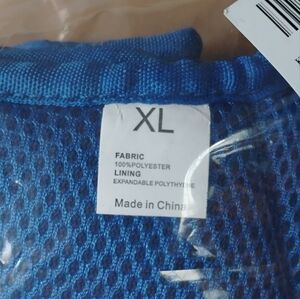 XL
FABRIC
100%POLYESTER
LINING
EXPANDABLE POLYTHYENE
Made in China